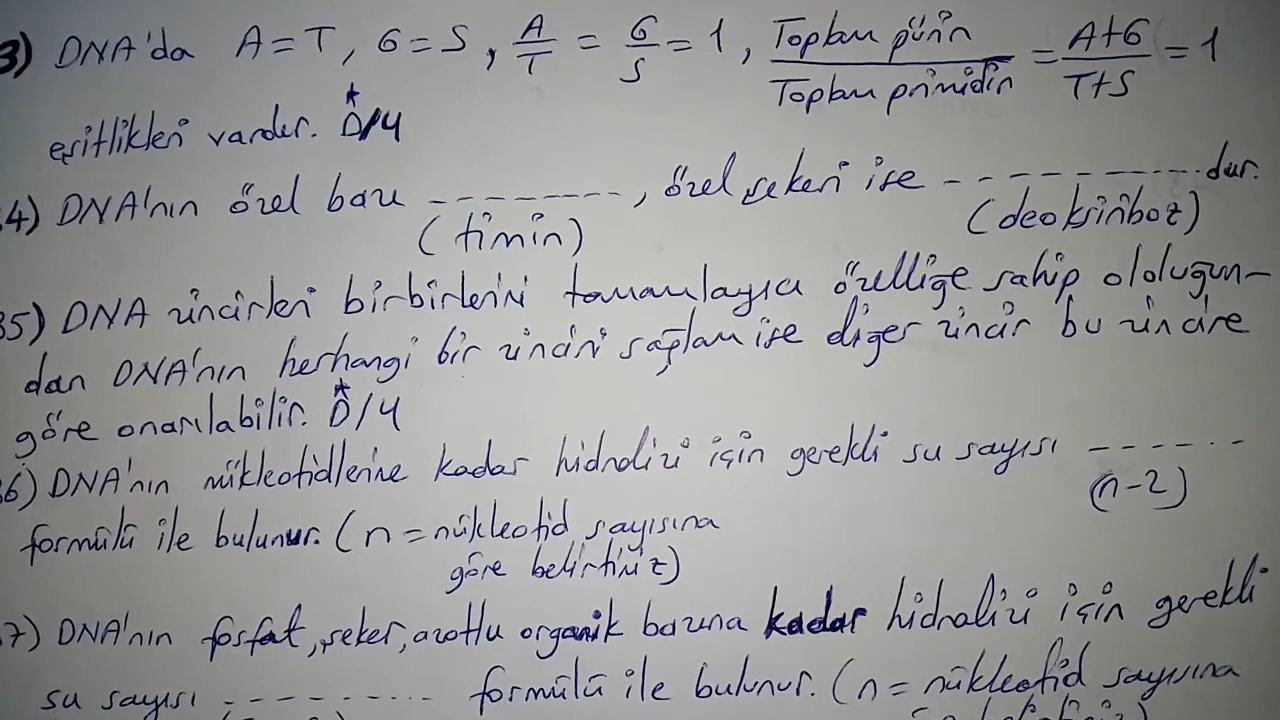 3) DNA'da A=T, G=S, A/T = G/S = 1, Toplam pürin / Toplam primidin = A+G / T+S = 1
eşitlikleri vardır. D*/Y
4) DNA'nın özel bazı --------, özel şekeri ise ----------dur.
(timin) (deoksiriboz)
35) DNA zincirleri birbirlerini tamamlayıcı özelliğe sahip ololuğun-
dan DNA'nın herhangi bir zinciri sağlam ise diğer zincir bu zincire
göre onarılabilir. D*/Y
6) DNA'nın nükleotidlerine kadar hidrolizi için gerekli su sayısı ------
(n-2)
formülü ile bulunur. (n = nükleotid sayısına
göre belirtiniz)
7) DNA'nın fosfat, şeker, azotlu organik bazına kadar hidrolizi için gerekli
su sayısı -------- formülü ile bulunur. (n = nükleotid sayısına